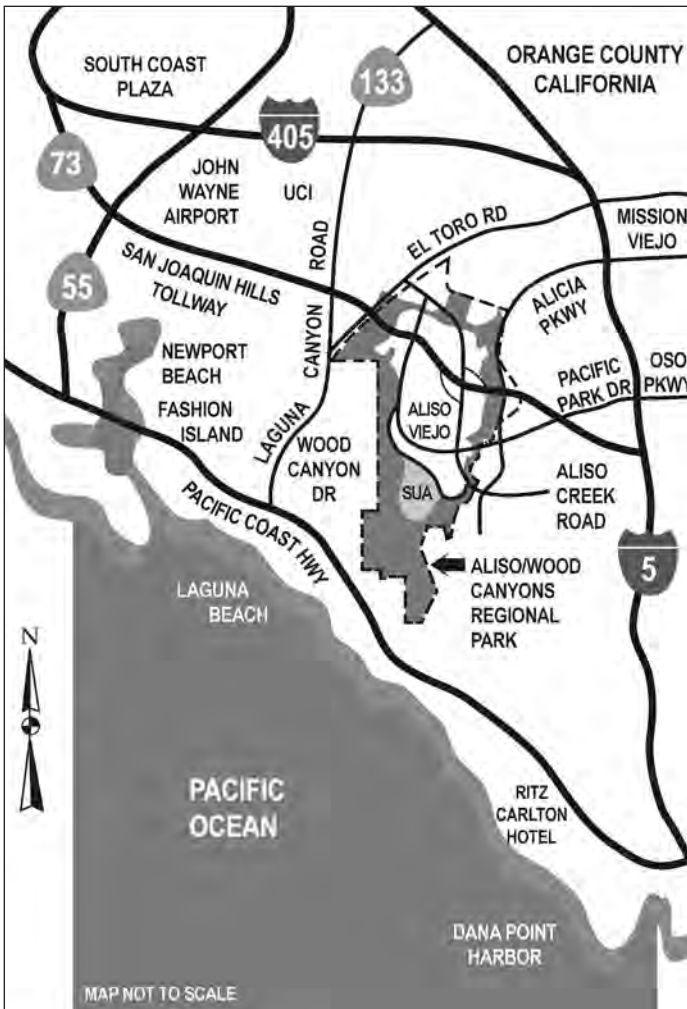 SOUTH COAST
PLAZA
133
ORANGE COUNTY
CALIFORNIA
405
73
JOHN
WAYNE
AIRPORT
UCI
ROAD
EL TORO RD
MISSION
VIEJO
SAN JOAQUIN HILLS
TOLLWAY
55
ALICIA
PKWY
CANYON
NEWPORT
BEACH
PACIFIC
PARK DR
OSO
PKWY
FASHION
ISLAND
LAGUNA
ALISO
VIEJO
WOOD
CANYON
DR
SUA
ALISO
CREEK
ROAD
PACIFIC COAST HWY
5
ALISO/WOOD
CANYONS
REGIONAL
PARK
LAGUNA
BEACH
N
PACIFIC
OCEAN
RITZ
CARLTON
HOTEL
DANA POINT
HARBOR
MAP NOT TO SCALE